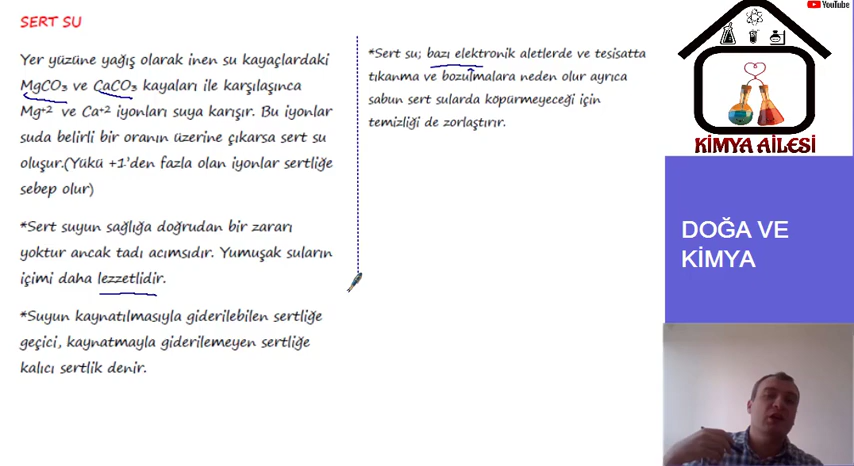 SERT SU
Yer yüzüne yağış olarak inen su kayaçlardaki
MgCO₃ ve CaCO₃ kayaları ile karşılaşınca
Mg⁺² ve Ca⁺² iyonları suya karışır. Bu iyonlar
suda belirli bir oranın üzerine çıkarsa sert su
oluşur.(Yükü +1'den fazla olan iyonlar sertliğe
sebep olur)
*Sert suyun sağlığa doğrudan bir zararı
yoktur ancak tadı acımsıdır. Yumuşak suların
içimi daha lezzetlidir.
*Suyun kaynatılmasıyla giderilebilen sertliğe
geçici, kaynatmayla giderilemeyen sertliğe
kalıcı sertlik denir.
*Sert su; bazı elektronik aletlerde ve tesisatta
tıkanma ve bozulmalara neden olur ayrıca
sabun sert sularda köpürmeyeceği için
temizliği de zorlaştırır.
YouTube
KİMYA AİLESİ
DOĞA VE
KİMYA